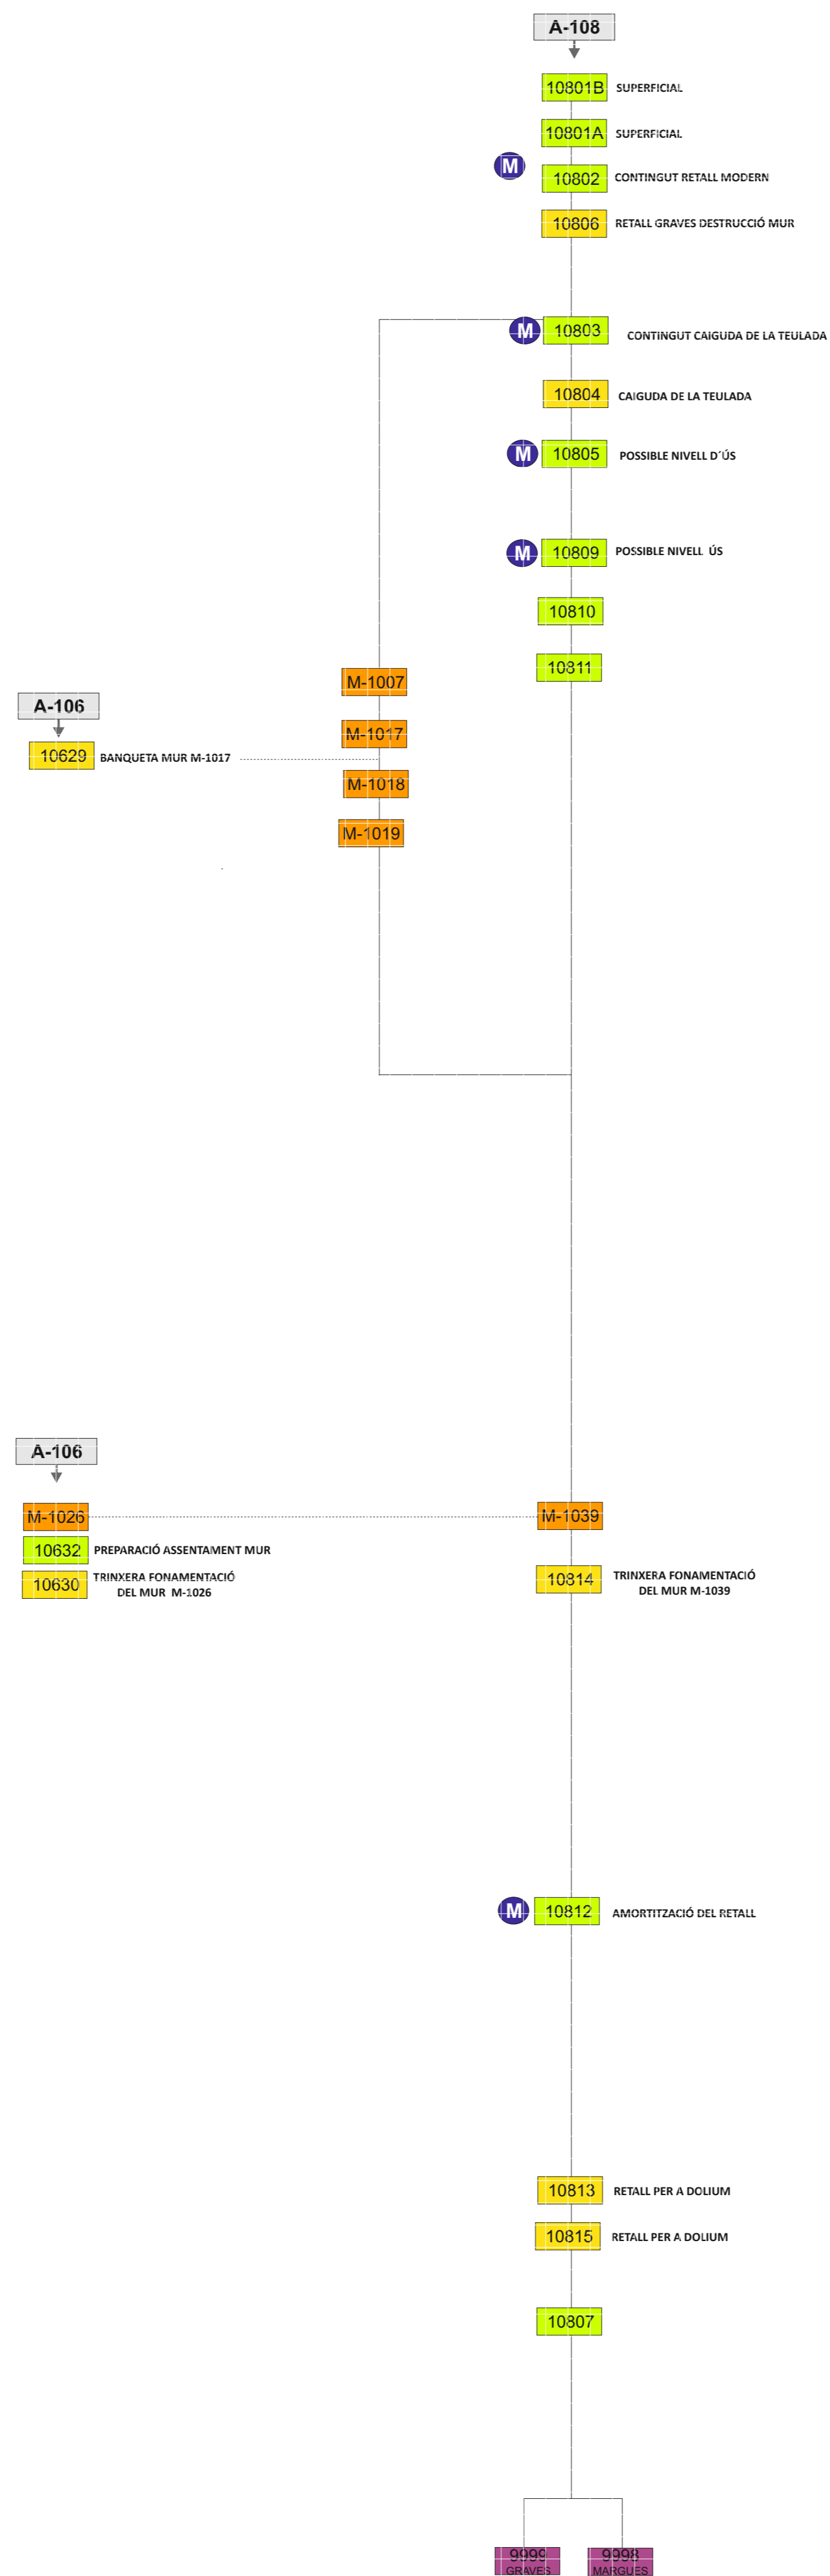 A-108
10801B SUPERFICIAL
10801A SUPERFICIAL
M 10802 CONTINGUT RETALL MODERN
10806 RETALL GRAVES DESTRUCCIÓ MUR
M 10803 CONTINGUT CAIGUDA DE LA TEULADA
10804 CAIGUDA DE LA TEULADA
M 10805 POSSIBLE NIVELL D´ÚS
M 10809 POSSIBLE NIVELL ÚS
10810
10811
M-1007
A-106
M-1017
10629 BANQUETA MUR M-1017
M-1018
M-1019
A-106
M-1026 M-1039
10632 PREPARACIÓ ASSENTAMENT MUR
10630 TRINXERA FONAMENTACIÓ
DEL MUR M-1026
10814 TRINXERA FONAMENTACIÓ
DEL MUR M-1039
M 10812 AMORTITZACIÓ DEL RETALL
10813 RETALL PER A DOLIUM
10815 RETALL PER A DOLIUM
10807
9999 9998
GRAVES MARGUES